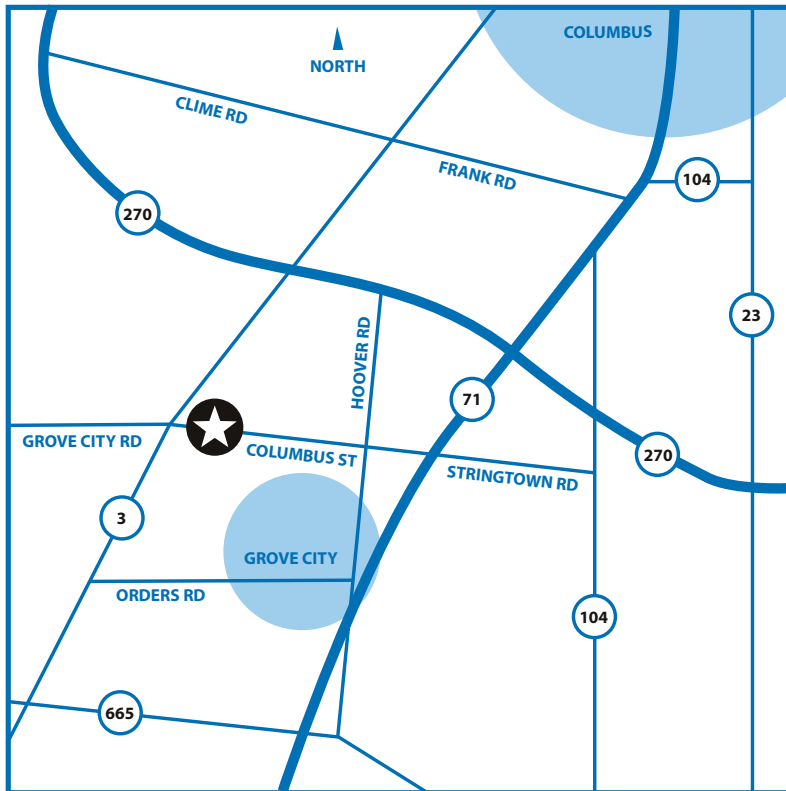 COLUMBUS
NORTH
CLIME RD
FRANK RD
104
270
23
HOOVER RD
71
GROVE CITY RD
COLUMBUS ST
STRINGTOWN RD
270
3
GROVE CITY
ORDERS RD
104
665